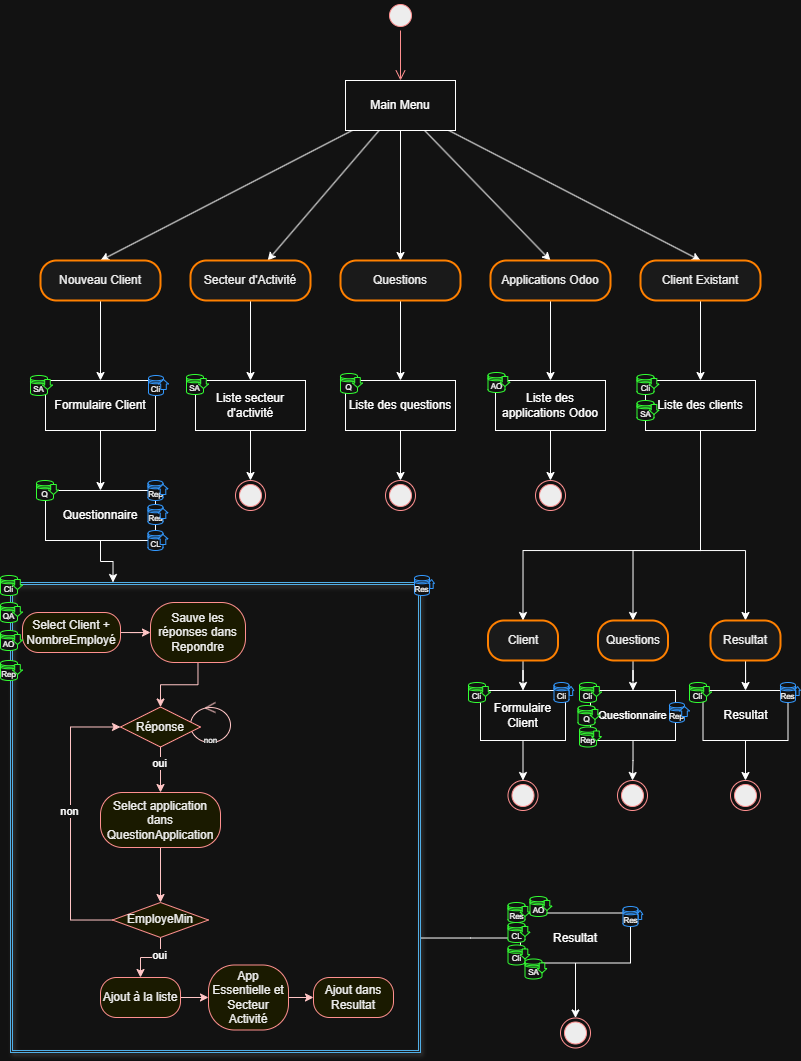 Main Menu
Nouveau Client
Secteur d'Activité
Questions
Applications Odoo
Client Existant
SA
Cli
Formulaire Client
SA
Liste secteur
d'activité
Q
Liste des questions
AO
Liste des
applications Odoo
Cli
SA
Liste des clients
Q
Rep
Res
CL
Questionnaire
Cli
QA
AO
Rep
Res
Select Client +
NombreEmployé
Sauve les
réponses dans
Repondre
Réponse
non
oui
Select application
dans
QuestionApplication
non
EmployeMin
oui
Ajout à la liste
App
Essentielle et
Secteur
Activité
Ajout dans
Resultat
Client
Questions
Resultat
Cli
Cli
Formulaire
Client
Cli
Q
Rep
Questionnaire
Rep
Cli
Res
Resultat
Res
AO
CL
Cli
SA
Res
Resultat